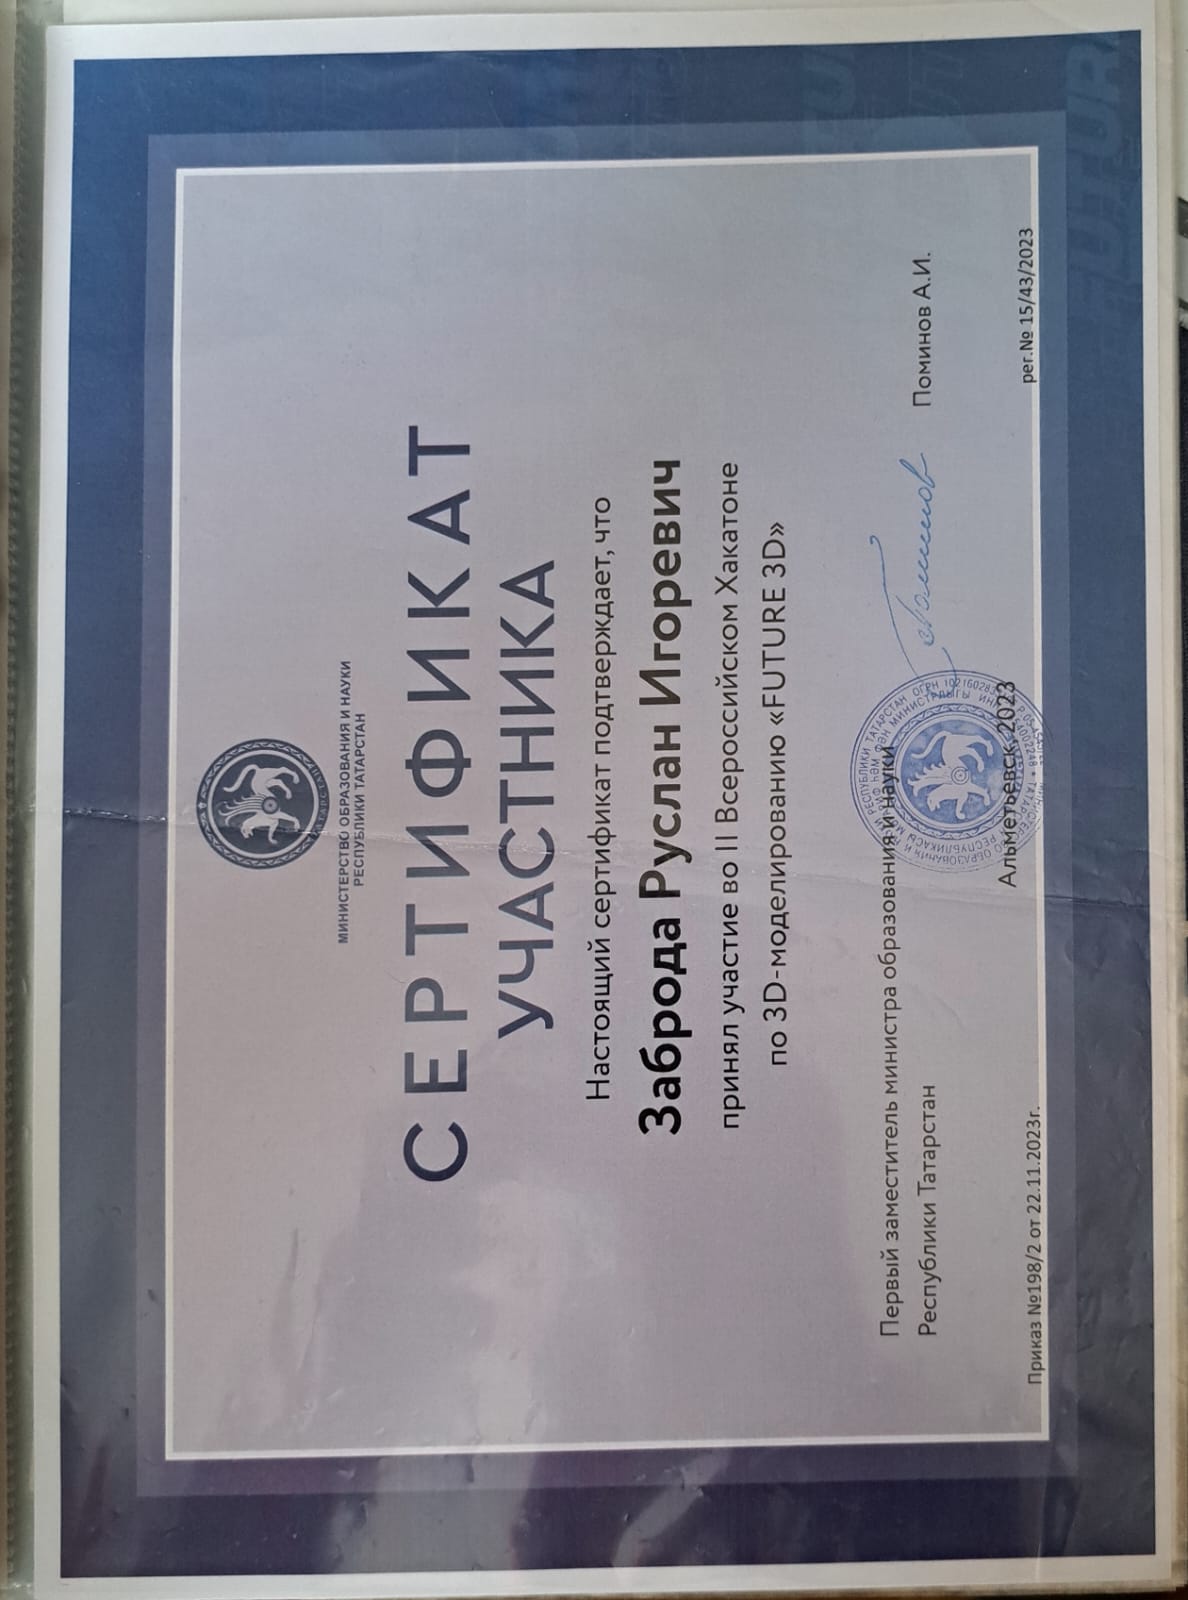 МИНИСТЕРСТВО ОБРАЗОВАНИЯ И НАУКИ
РЕСПУБЛИКИ ТАТАРСТАН
СЕРТИФИКАТ
УЧАСТНИКА
Настоящий сертификат подтверждает, что
Заброда Руслан Игоревич
принял участие во III Всероссийском Хакатоне
по 3D-моделированию «FUTURE 3D»
Первый заместитель министра образования и науки
Республики Татарстан
Поминов А.И.
Альметьевск, 2023
Приказ №198/2 от 22.11.2023г.
рег.№ 15/43/2023